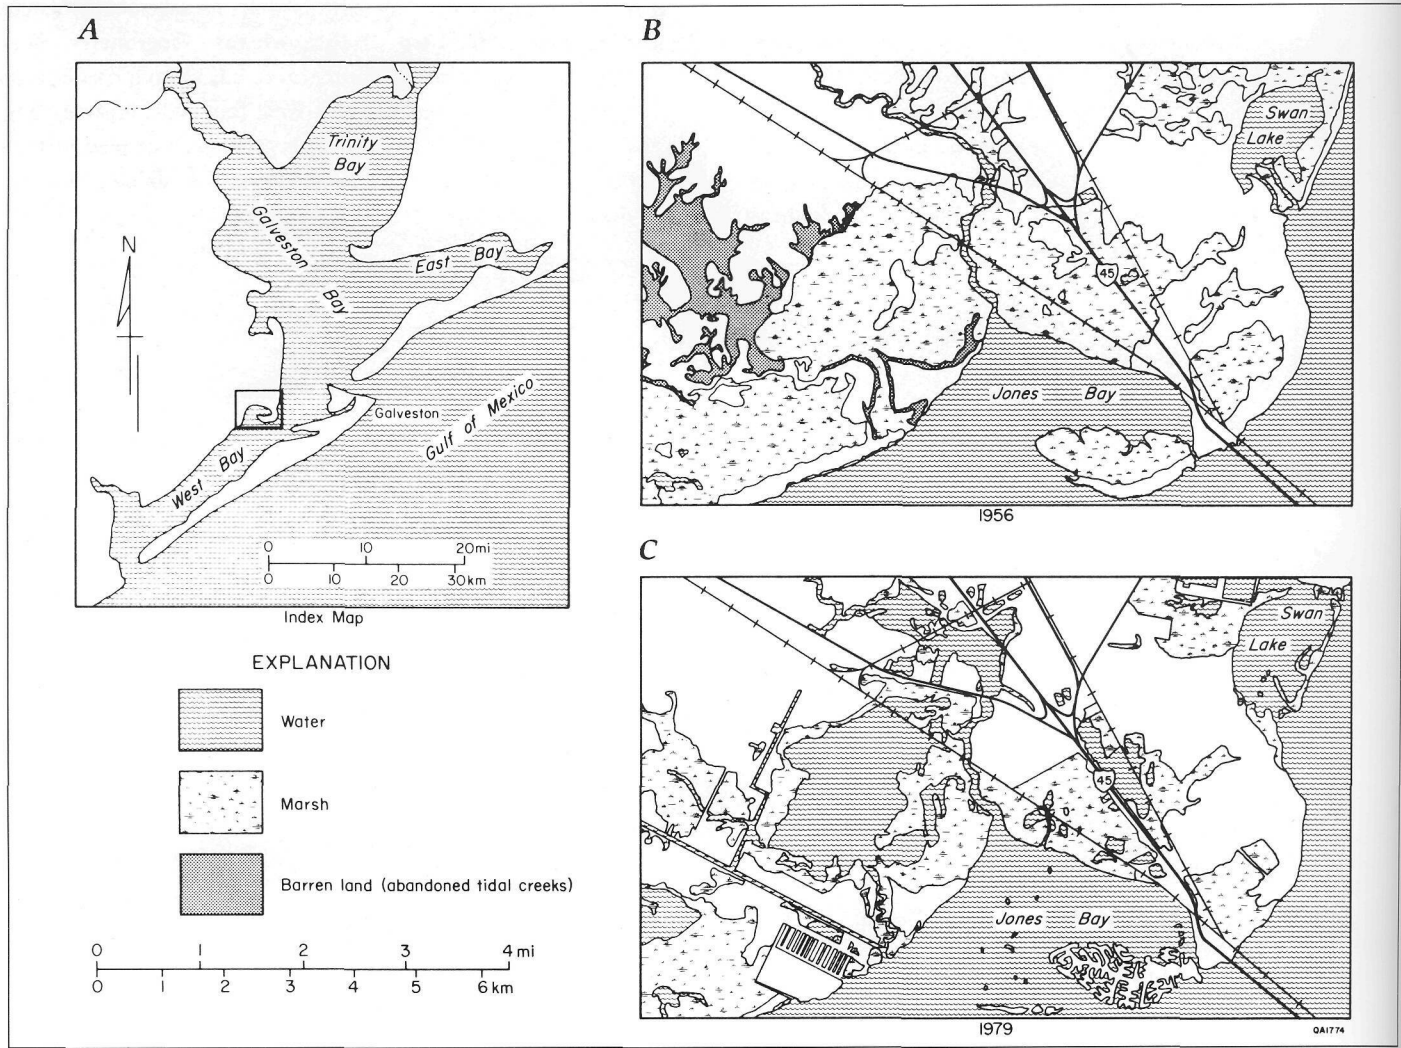 A
Trinity
Bay
Galveston
Bay
East Bay
N
Galveston
Gulf of Mexico
West Bay
0 10 20mi
0 10 20 30km
Index Map
EXPLANATION
Water
Marsh
Barren land (abandoned tidal creeks)
0 1 2 3 4 mi
0 1 2 3 4 5 6 km
B
Swan
Lake
45
Jones Bay
1956
C
Swan
Lake
45
Jones Bay
1979
QA1774